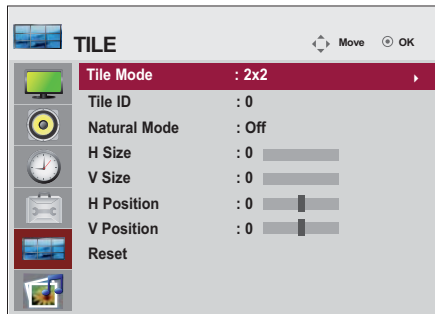 TILE Move OK
Tile Mode : 2x2
Tile ID : 0
Natural Mode : Off
H Size : 0
V Size : 0
H Position : 0
V Position : 0
Reset